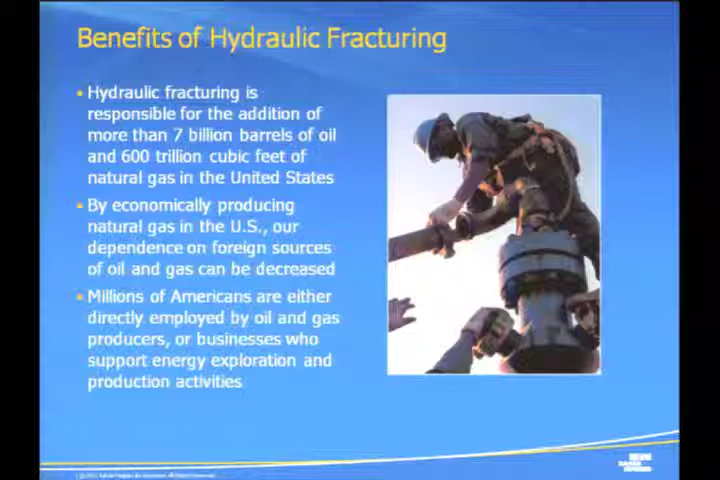 Benefits of Hydraulic Fracturing
Hydraulic fracturing is
responsible for the addition of
more than 7 billion barrels of oil
and 600 trillion cubic feet of
natural gas in the United States
By economically producing
natural gas in the U.S., our
dependence on foreign sources
of oil and gas can be decreased
Millions of Americans are either
directly employed by oil and gas
producers, or businesses who
support energy exploration and
production activities
BAKER
HUGHES